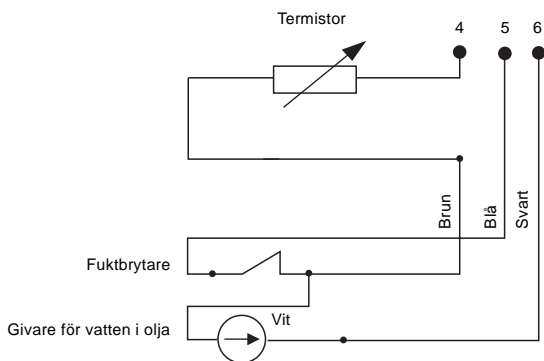 Termistor
4 5 6
Brun
Blå
Svart
Fuktbrytare
Vit
Givare för vatten i olja